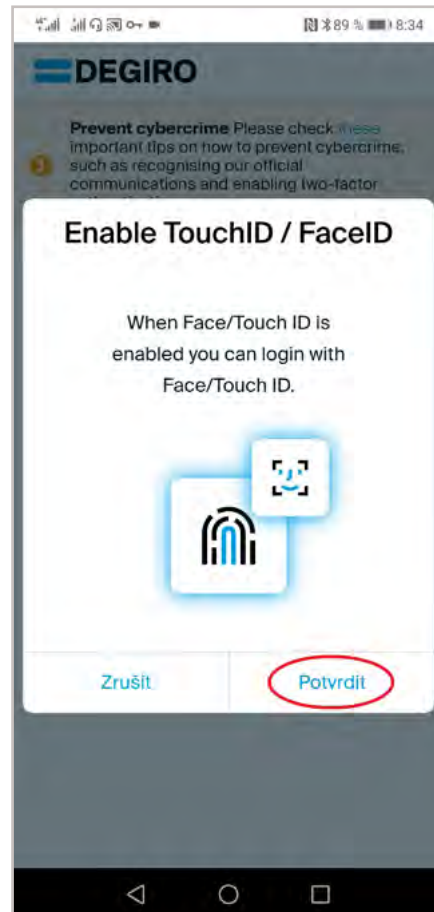 89 % 8:34
DEGIRO
Prevent cybercrime Please check these
important tips on how to prevent cybercrime,
such as recognising our official
communications and enabling two-factor
Enable TouchID / FaceID
When Face/Touch ID is
enabled you can login with
Face/Touch ID.
Zrušit
Potvrdit